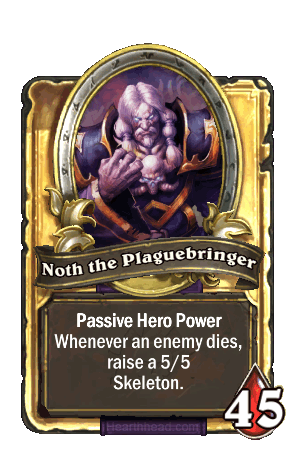 Noth the Plaguebringer
Passive Hero Power
Whenever an enemy dies,
raise a 5/5
Skeleton.
45
Hearthhead.com